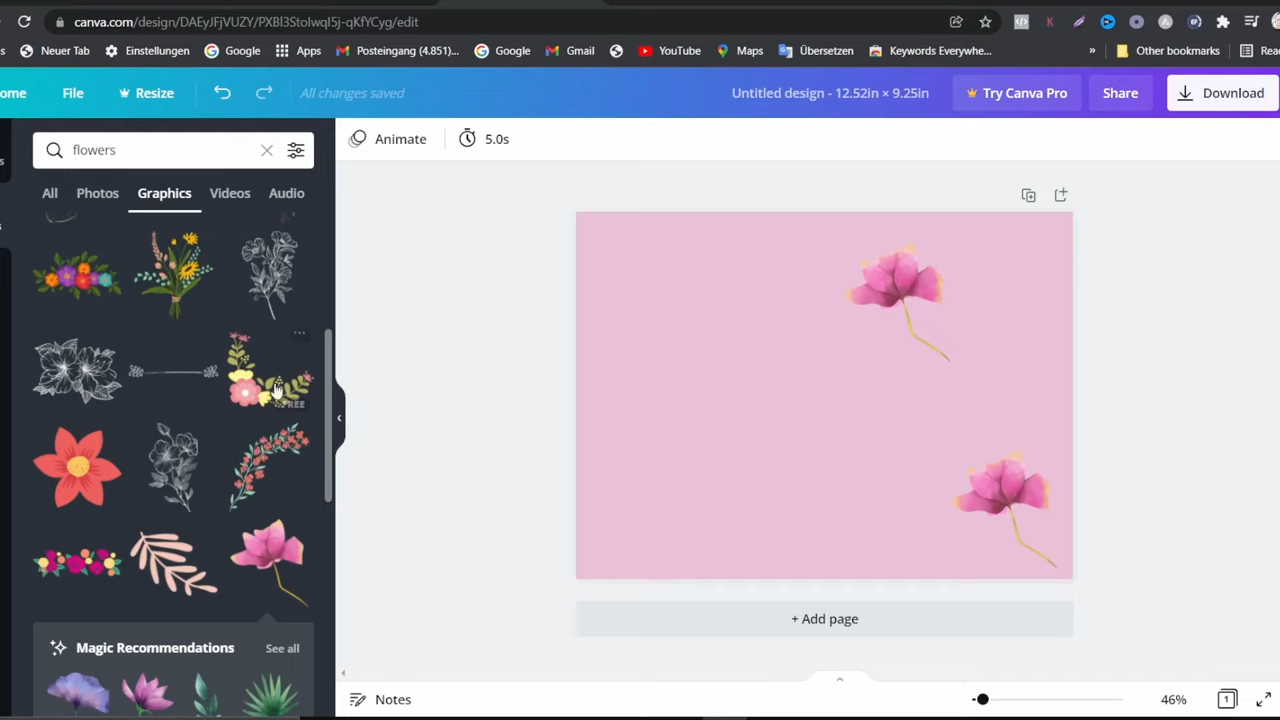 canva.com/design/DAEyJFjVUZY/PXBl3StoIwqI5j-qKfYCyg/edit
Neuer Tab Einstellungen Google Apps Posteingang (4.851)... Google Gmail YouTube Maps Übersetzen Keywords Everywhe... » Other bookmarks Rea
ome File Resize All changes saved Untitled design - 12.52in × 9.25in Try Canva Pro Share Download
flowers
Animate 5.0s
All Photos Graphics Videos Audio
FREE
Magic Recommendations See all
+ Add page
Notes 46% 1